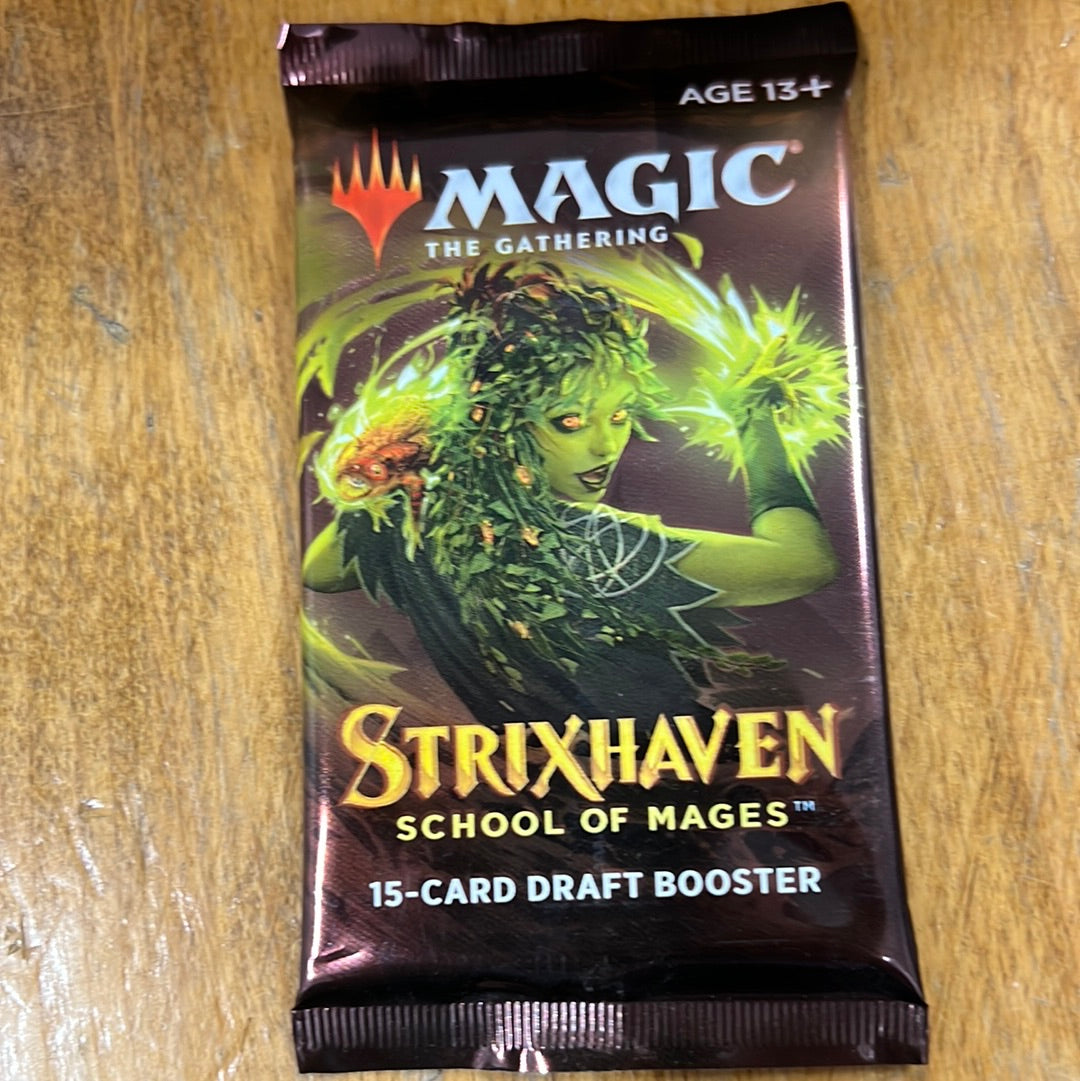 AGE 13+
MAGIC
THE GATHERING
STRIXHAVEN
SCHOOL OF MAGES™
15-CARD DRAFT BOOSTER